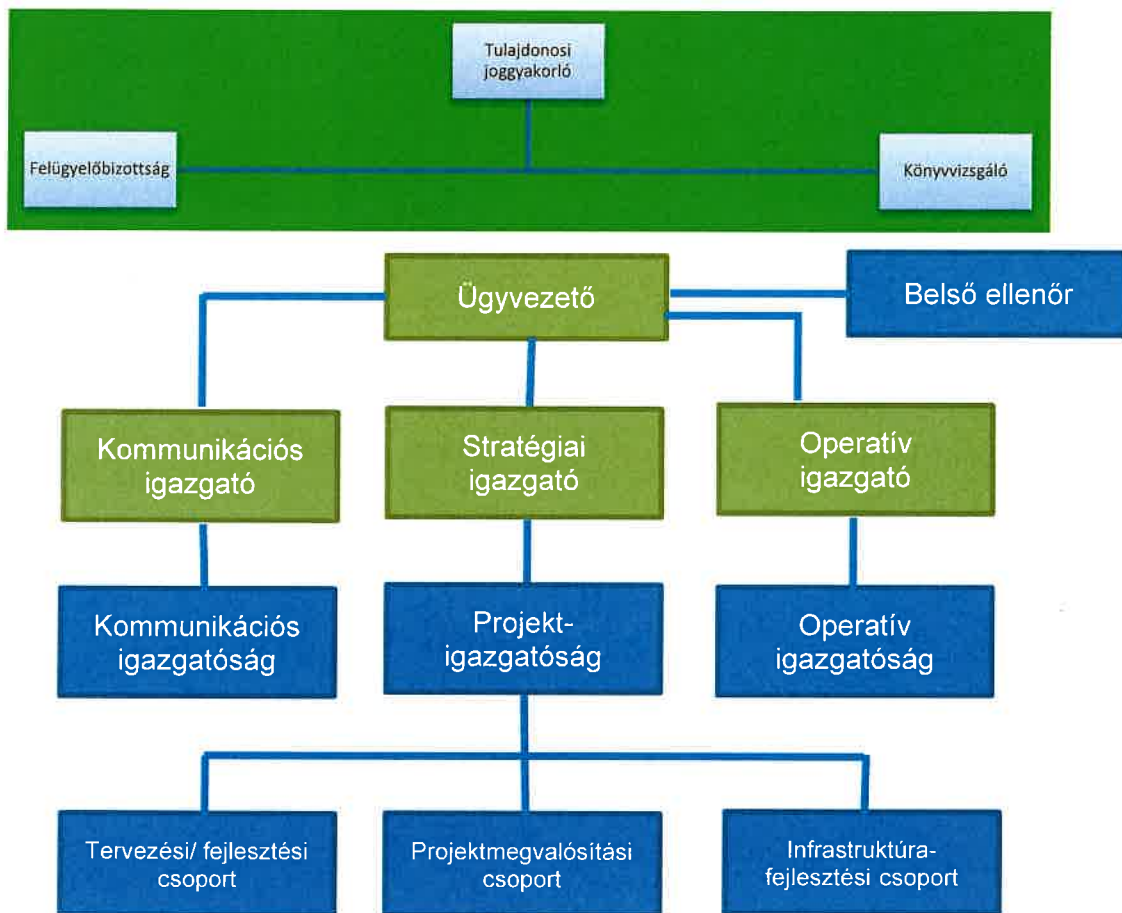 Tulajdonosi
joggyakorló
Felügyelőbizottság
Könyvvizsgáló
Ügyvezető
Belső ellenőr
Kommunikációs
igazgató
Stratégiai
igazgató
Operatív
igazgató
Kommunikációs
igazgatóság
Projekt-
igazgatóság
Operatív
igazgatóság
Tervezési/ fejlesztési
csoport
Projektmegvalósítási
csoport
Infrastruktúra-
fejlesztési csoport